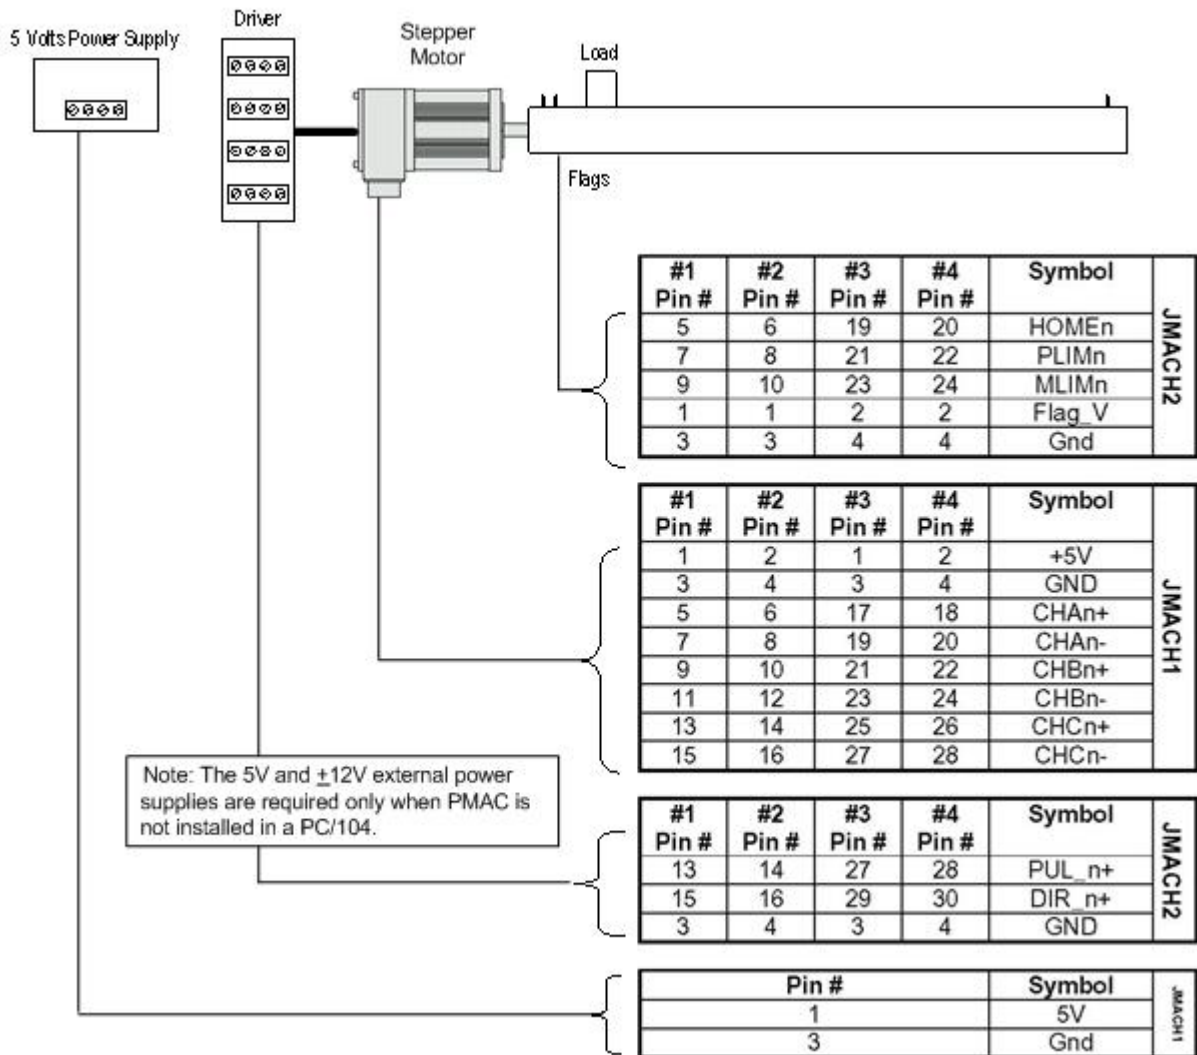 5 Volts Power Supply
Driver
Stepper
Motor
Load
Flags
#1 #2 #3 #4 Symbol
Pin # Pin # Pin # Pin #
5 6 19 20 HOMEn
7 8 21 22 PLIMn
9 10 23 24 MLIMn
1 1 2 2 Flag_V
3 3 4 4 Gnd
JMACH2
#1 #2 #3 #4 Symbol
Pin # Pin # Pin # Pin #
1 2 1 2 +5V
3 4 3 4 GND
5 6 17 18 CHAn+
7 8 19 20 CHAn-
9 10 21 22 CHBn+
11 12 23 24 CHBn-
13 14 25 26 CHCn+
15 16 27 28 CHCn-
JMACH1
Note: The 5V and ±12V external power
supplies are required only when PMAC is
not installed in a PC/104.
#1 #2 #3 #4 Symbol
Pin # Pin # Pin # Pin #
13 14 27 28 PUL_n+
15 16 29 30 DIR_n+
3 4 3 4 GND
JMACH2
Pin # Symbol
1 5V
3 Gnd
JMACH1